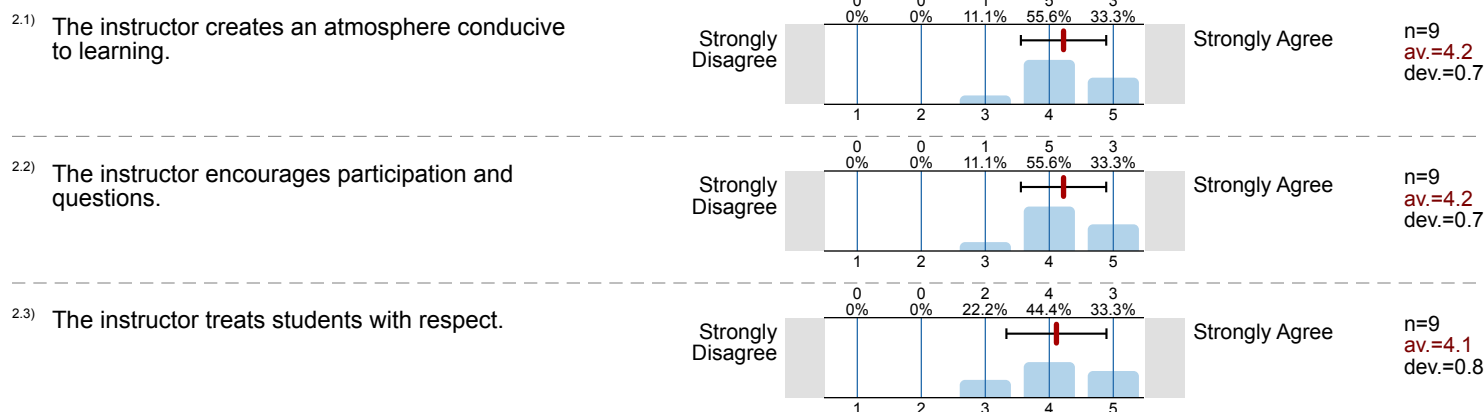 2.1) The instructor creates an atmosphere conducive
to learning.
0 0 1 5 3
0% 0% 11.1% 55.6% 33.3%
Strongly
Disagree
Strongly Agree
1 2 3 4 5
n=9
av.=4.2
dev.=0.7
2.2) The instructor encourages participation and
questions.
0 0 1 5 3
0% 0% 11.1% 55.6% 33.3%
Strongly
Disagree
Strongly Agree
1 2 3 4 5
n=9
av.=4.2
dev.=0.7
2.3) The instructor treats students with respect.
0 0 2 4 3
0% 0% 22.2% 44.4% 33.3%
Strongly
Disagree
Strongly Agree
1 2 3 4 5
n=9
av.=4.1
dev.=0.8